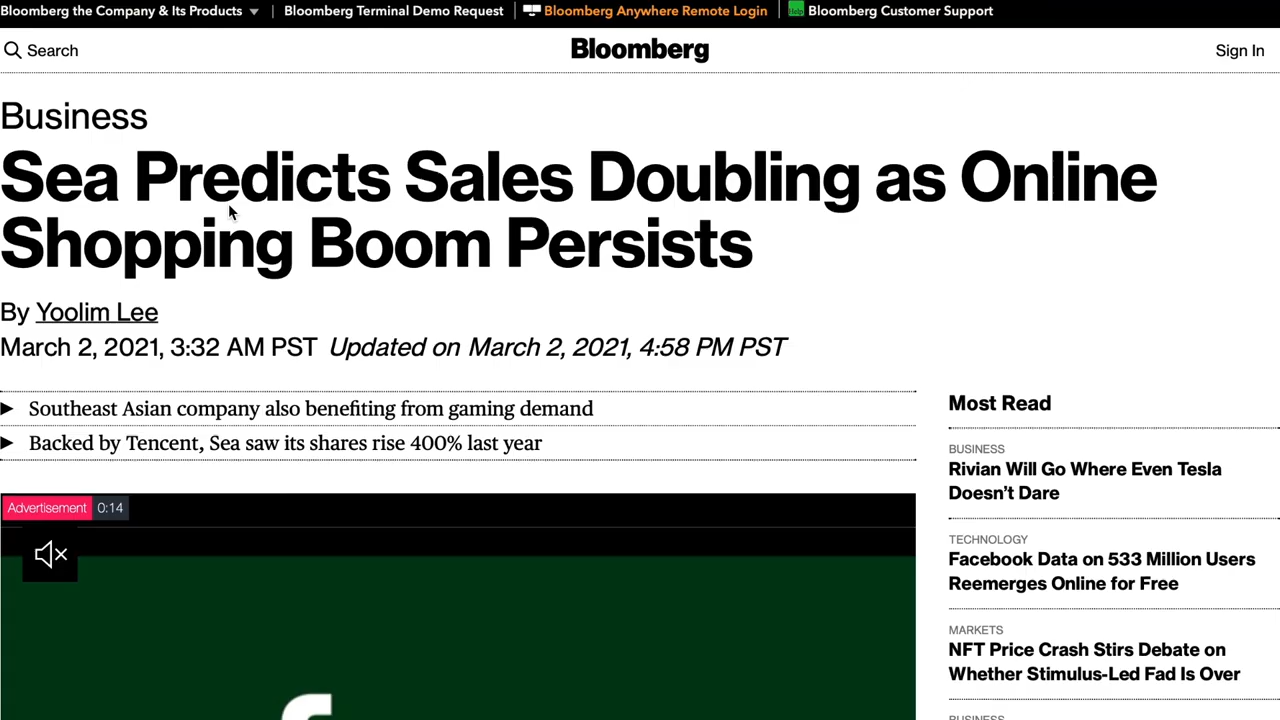 Bloomberg the Company & Its Products
Bloomberg Terminal Demo Request
Bloomberg Anywhere Remote Login
Bloomberg Customer Support
Search
Bloomberg
Sign In
Business
Sea Predicts Sales Doubling as Online
Shopping Boom Persists
By Yoolim Lee
March 2, 2021, 3:32 AM PST Updated on March 2, 2021, 4:58 PM PST
Southeast Asian company also benefiting from gaming demand
Backed by Tencent, Sea saw its shares rise 400% last year
Advertisement 0:14
Most Read
BUSINESS
Rivian Will Go Where Even Tesla
Doesn’t Dare
TECHNOLOGY
Facebook Data on 533 Million Users
Reemerges Online for Free
MARKETS
NFT Price Crash Stirs Debate on
Whether Stimulus-Led Fad Is Over